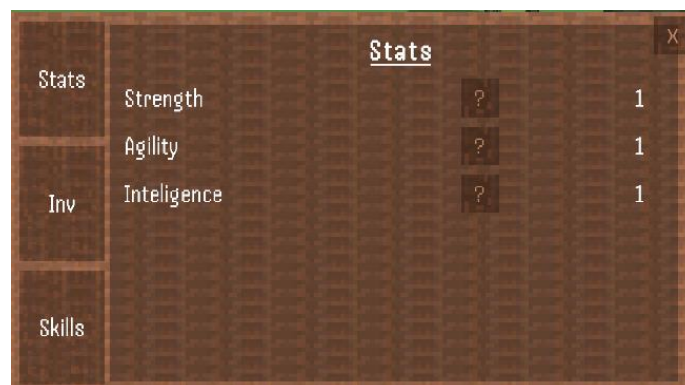 Stats
X
Stats
Strength ? 1
Agility ? 1
Inteligence ? 1
Inv
Skills